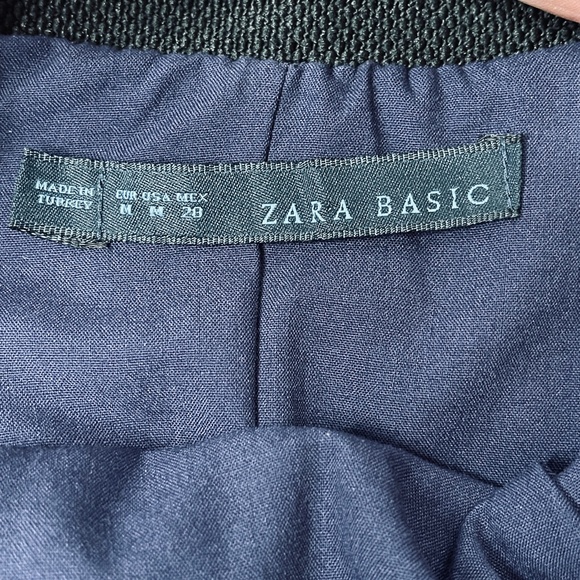 MADE IN
TURKEY
EUR USA MEX
M M 28
ZARA BASIC